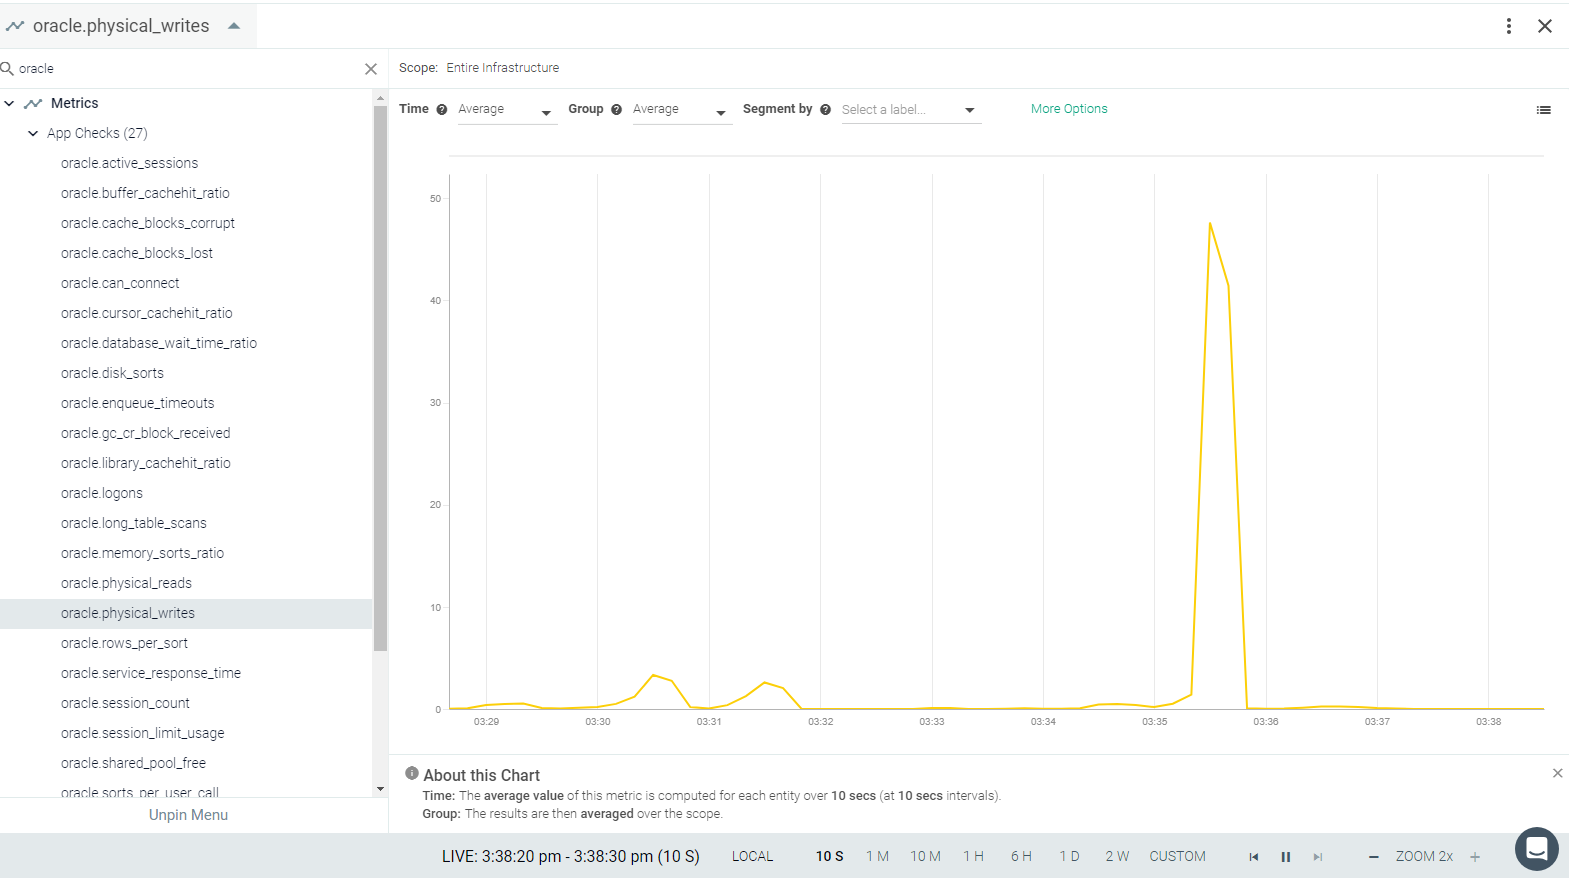 oracle.physical_writes
oracle
Metrics
App Checks (27)
oracle.active_sessions
oracle.buffer_cachehit_ratio
oracle.cache_blocks_corrupt
oracle.cache_blocks_lost
oracle.can_connect
oracle.cursor_cachehit_ratio
oracle.database_wait_time_ratio
oracle.disk_sorts
oracle.enqueue_timeouts
oracle.gc_cr_block_received
oracle.library_cachehit_ratio
oracle.logons
oracle.long_table_scans
oracle.memory_sorts_ratio
oracle.physical_reads
oracle.physical_writes
oracle.rows_per_sort
oracle.service_response_time
oracle.session_count
oracle.session_limit_usage
oracle.shared_pool_free
oracle.sorts_per_user_call
Unpin Menu
Scope: Entire Infrastructure
Time Average Group Average Segment by Select a label... More Options
50
40
30
20
10
0
03:29 03:30 03:31 03:32 03:33 03:34 03:35 03:36 03:37 03:38
About this Chart
Time: The average value of this metric is computed for each entity over 10 secs (at 10 secs intervals).
Group: The results are then averaged over the scope.
LIVE: 3:38:20 pm - 3:38:30 pm (10 S) LOCAL 10 S 1 M 10 M 1 H 6 H 1 D 2 W CUSTOM ZOOM 2x